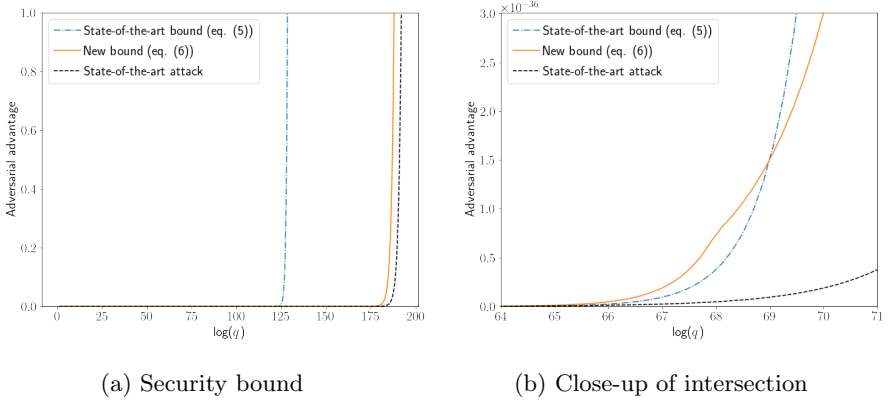 1.0
0.8
0.6
0.4
0.2
0.0
Adversarial advantage
State-of-the-art bound (eq. (5))
New bound (eq. (6))
State-of-the-art attack
0 25 50 75 100 125 150 175 200
log(q)
(a) Security bound
×10⁻³⁶
3.0
2.5
2.0
1.5
1.0
0.5
0.0
Adversarial advantage
State-of-the-art bound (eq. (5))
New bound (eq. (6))
State-of-the-art attack
64 65 66 67 68 69 70 71
log(q)
(b) Close-up of intersection